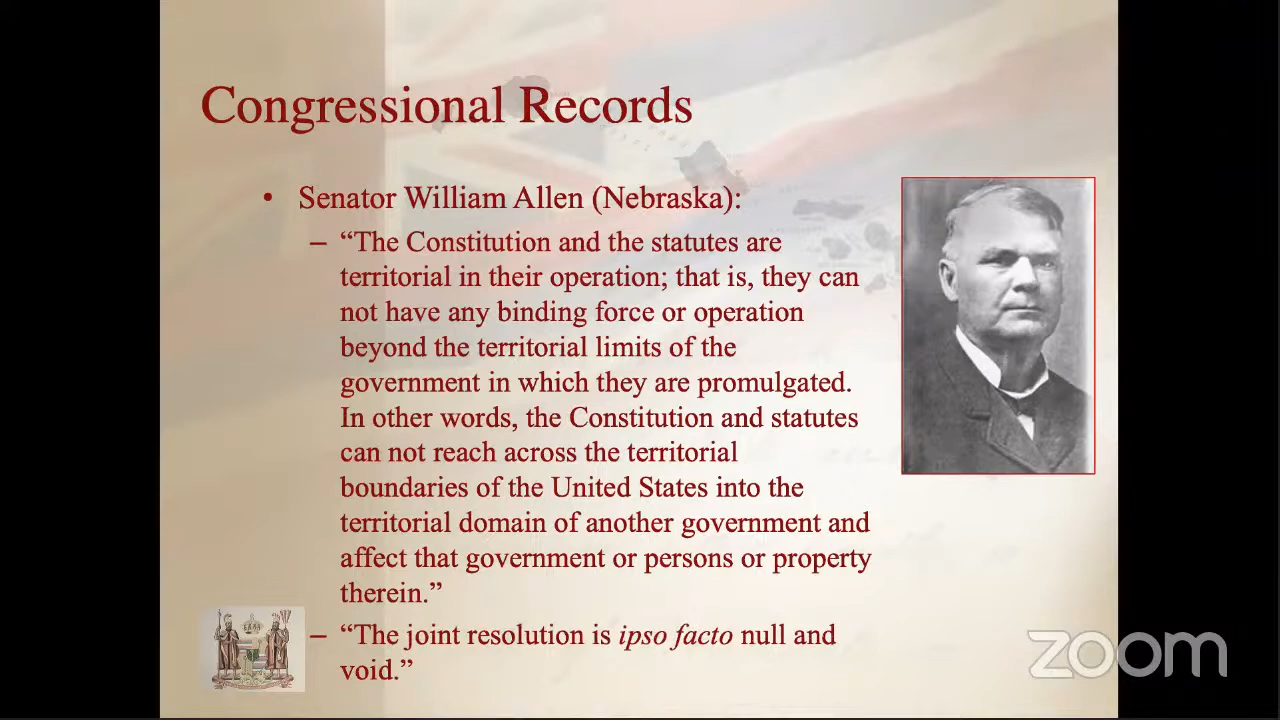 Congressional Records
• Senator William Allen (Nebraska):
– “The Constitution and the statutes are
territorial in their operation; that is, they can
not have any binding force or operation
beyond the territorial limits of the
government in which they are promulgated.
In other words, the Constitution and statutes
can not reach across the territorial
boundaries of the United States into the
territorial domain of another government and
affect that government or persons or property
therein.”
– “The joint resolution is ipso facto null and
void.”
zoom